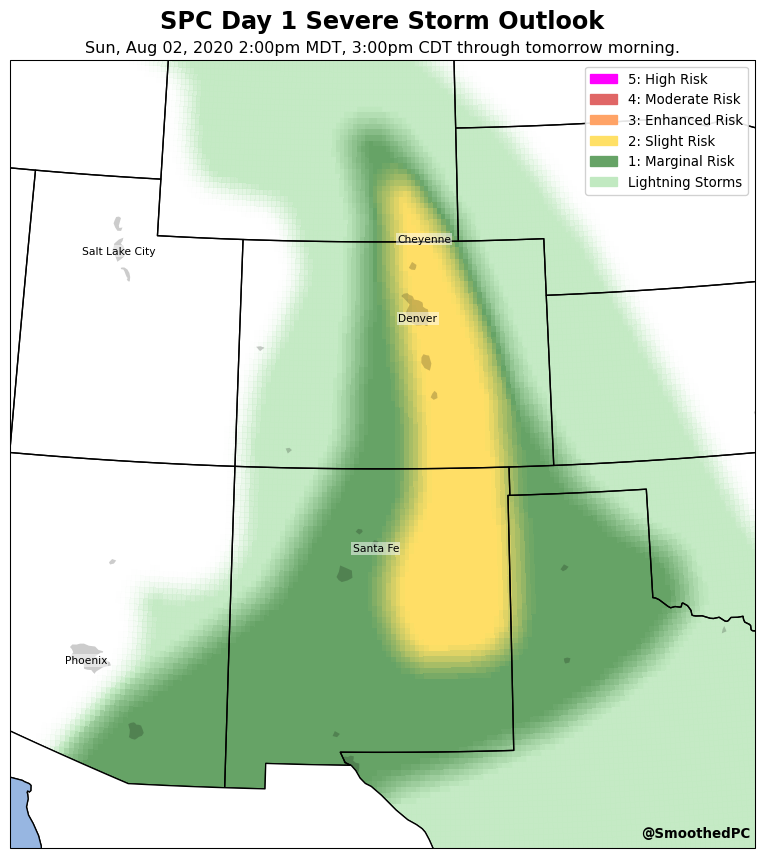 SPC Day 1 Severe Storm Outlook
Sun, Aug 02, 2020 2:00pm MDT, 3:00pm CDT through tomorrow morning.
5: High Risk
4: Moderate Risk
3: Enhanced Risk
2: Slight Risk
1: Marginal Risk
Lightning Storms
Cheyenne
Salt Lake City
Denver
Santa Fe
Phoenix
@SmoothedPC